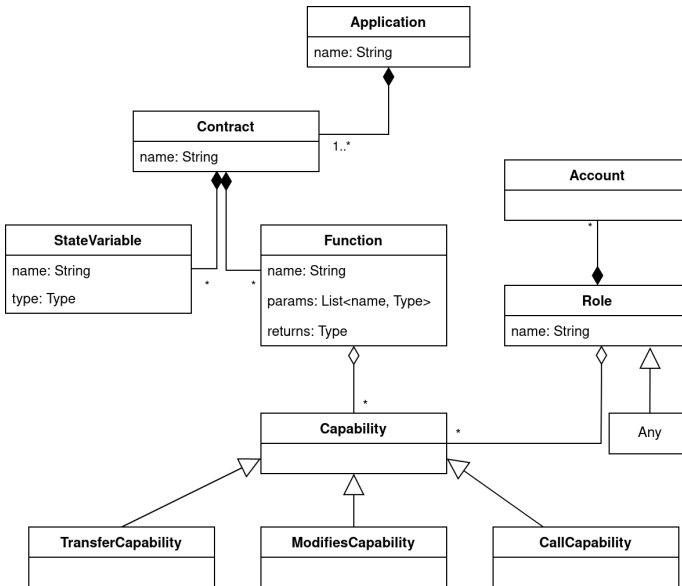 Application
name: String
1..*
Contract
name: String
Account
*
StateVariable
name: String
type: Type
*
Function
name: String
params: List<name, Type>
returns: Type
*
Role
name: String
*
Capability
*
Any
TransferCapability
ModifiesCapability
CallCapability